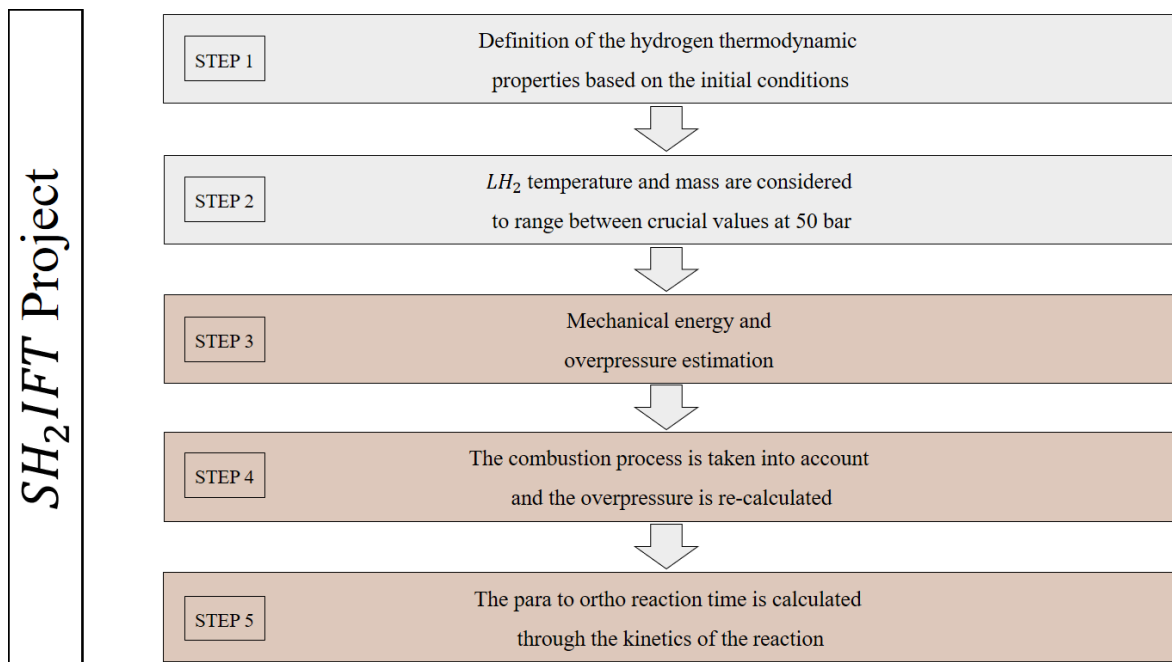 SH₂IFT Project
STEP 1
Definition of the hydrogen thermodynamic
properties based on the initial conditions
STEP 2
LH₂ temperature and mass are considered
to range between crucial values at 50 bar
STEP 3
Mechanical energy and
overpressure estimation
STEP 4
The combustion process is taken into account
and the overpressure is re-calculated
STEP 5
The para to ortho reaction time is calculated
through the kinetics of the reaction